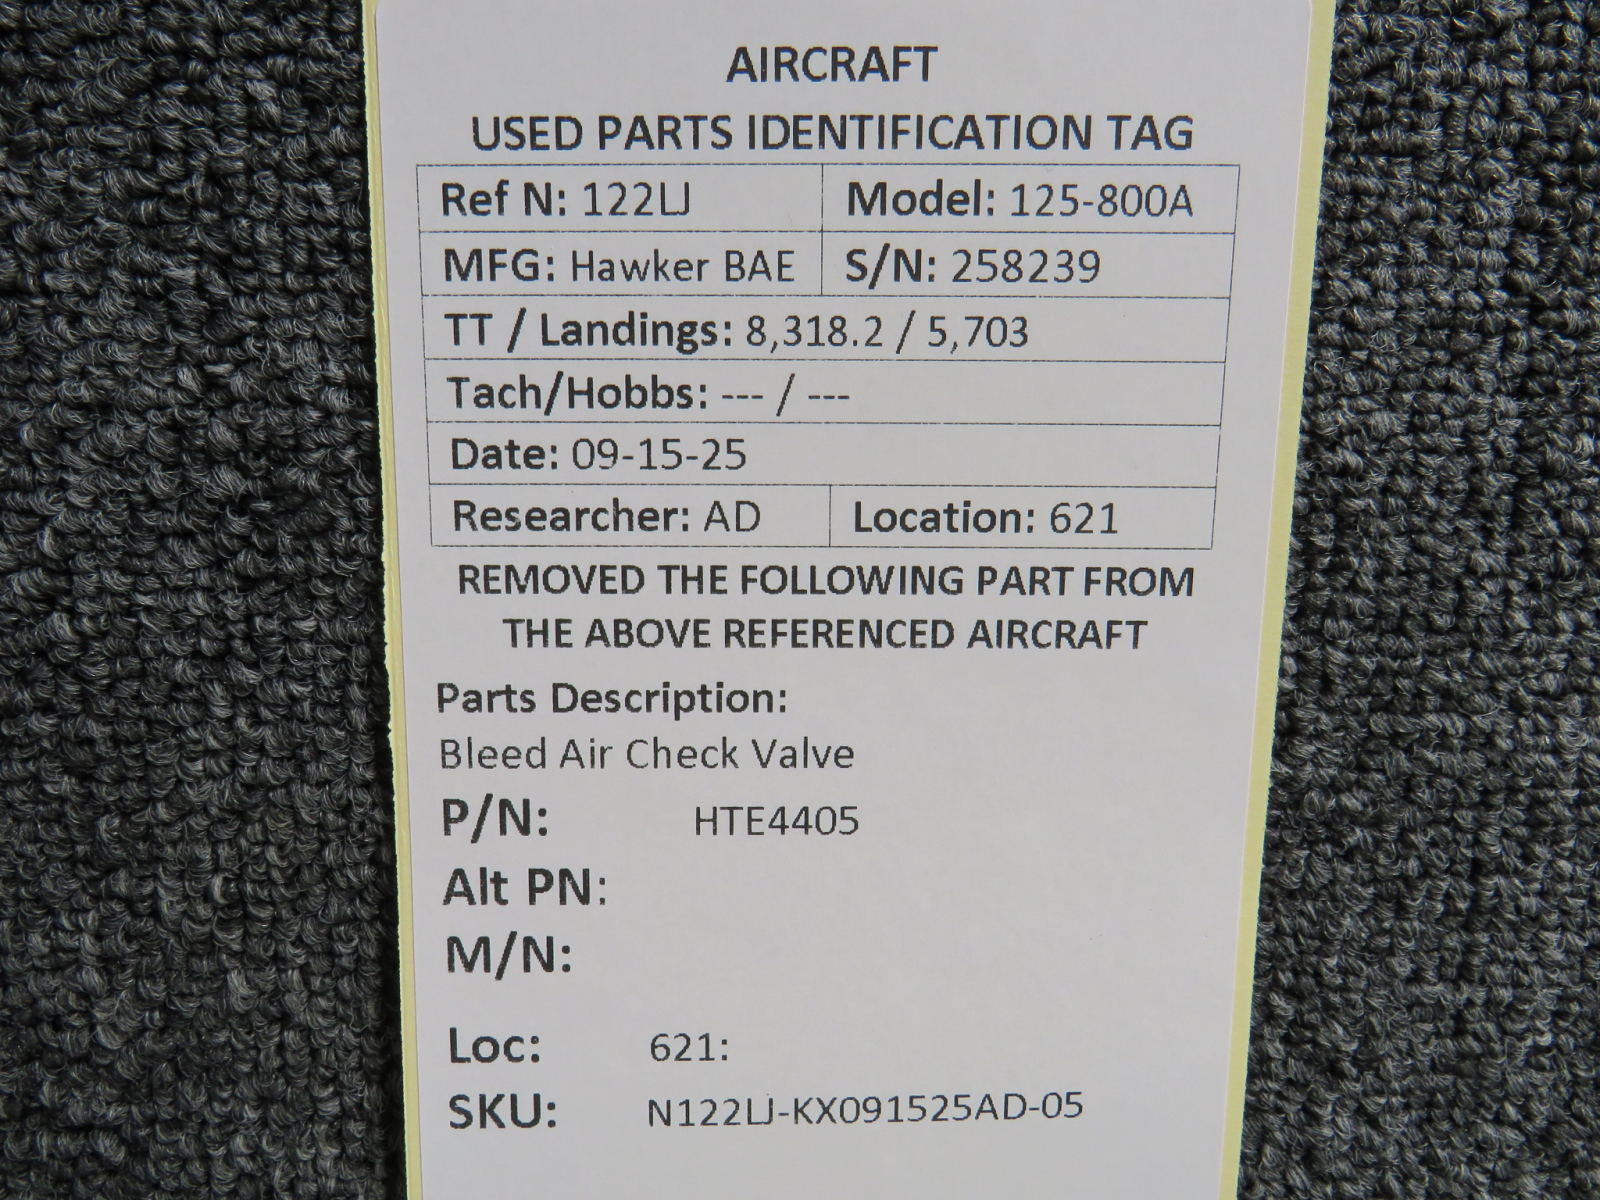 AIRCRAFT
USED PARTS IDENTIFICATION TAG
Ref N: 122LJ Model: 125-800A
MFG: Hawker BAE S/N: 258239
TT / Landings: 8,318.2 / 5,703
Tach/Hobbs: --- / ---
Date: 09-15-25
Researcher: AD Location: 621
REMOVED THE FOLLOWING PART FROM
THE ABOVE REFERENCED AIRCRAFT
Parts Description:
Bleed Air Check Valve
P/N: HTE4405
Alt PN:
M/N:
Loc: 621:
SKU: N122LJ-KX091525AD-05